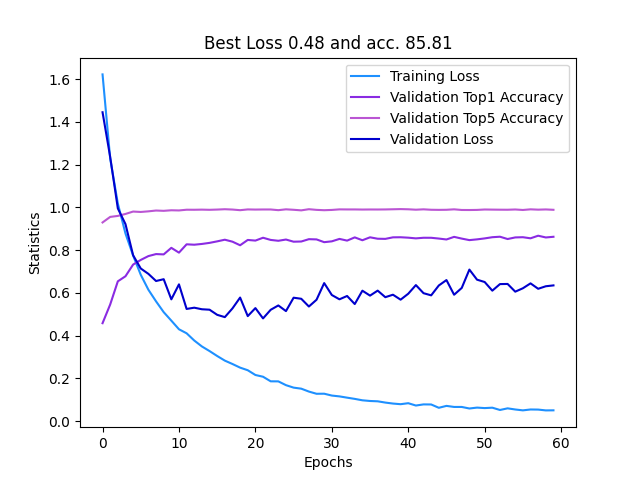 Best Loss 0.48 and acc. 85.81
Training Loss
Validation Top1 Accuracy
Validation Top5 Accuracy
Validation Loss
Statistics
1.6
1.4
1.2
1.0
0.8
0.6
0.4
0.2
0.0
0 10 20 30 40 50 60
Epochs